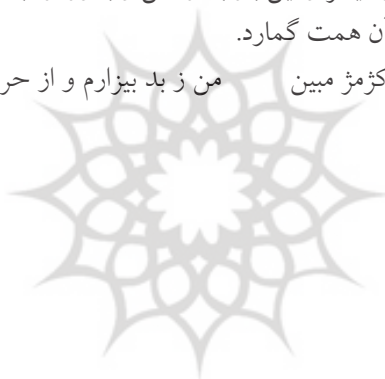 آن همت گمارد.
کژمژ مبین من ز بد بیزارم و از حر